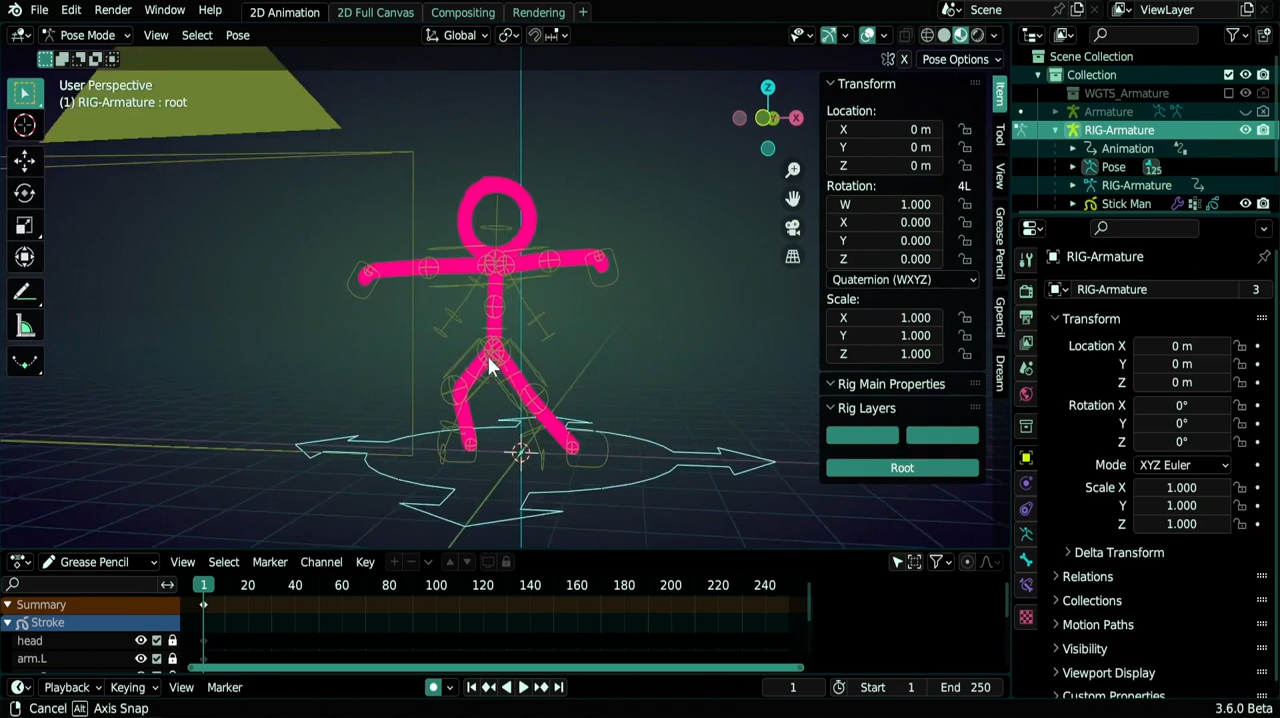 File Edit Render Window Help 2D Animation 2D Full Canvas Compositing Rendering + Scene ViewLayer
Pose Mode View Select Pose Global
X Pose Options
User Perspective
(1) RIG-Armature : root
Z
Y X
Transform
Location:
X 0 m
Y 0 m
Z 0 m
Rotation: 4L
W 1.000
X 0.000
Y 0.000
Z 0.000
Quaternion (WXYZ)
Scale:
X 1.000
Y 1.000
Z 1.000
Rig Main Properties
Rig Layers
Root
Item
Tool
View
Grease Pencil
Gpencil
Dream
Scene Collection
Collection
WGTS_Armature
Armature
RIG-Armature
Animation
Pose 125
RIG-Armature
Stick Man
RIG-Armature
RIG-Armature 3
Transform
Location X 0 m
Y 0 m
Z 0 m
Rotation X 0°
Y 0°
Z 0°
Mode XYZ Euler
Scale X 1.000
Y 1.000
Z 1.000
Delta Transform
Relations
Collections
Motion Paths
Visibility
Viewport Display
Custom Properties
Grease Pencil View Select Marker Channel Key
1 20 40 60 80 100 120 140 160 180 200 220 240
Summary
Stroke
head
arm.L
Playback Keying View Marker 1 Start 1 End 250
Cancel Alt Axis Snap 3.6.0 Beta